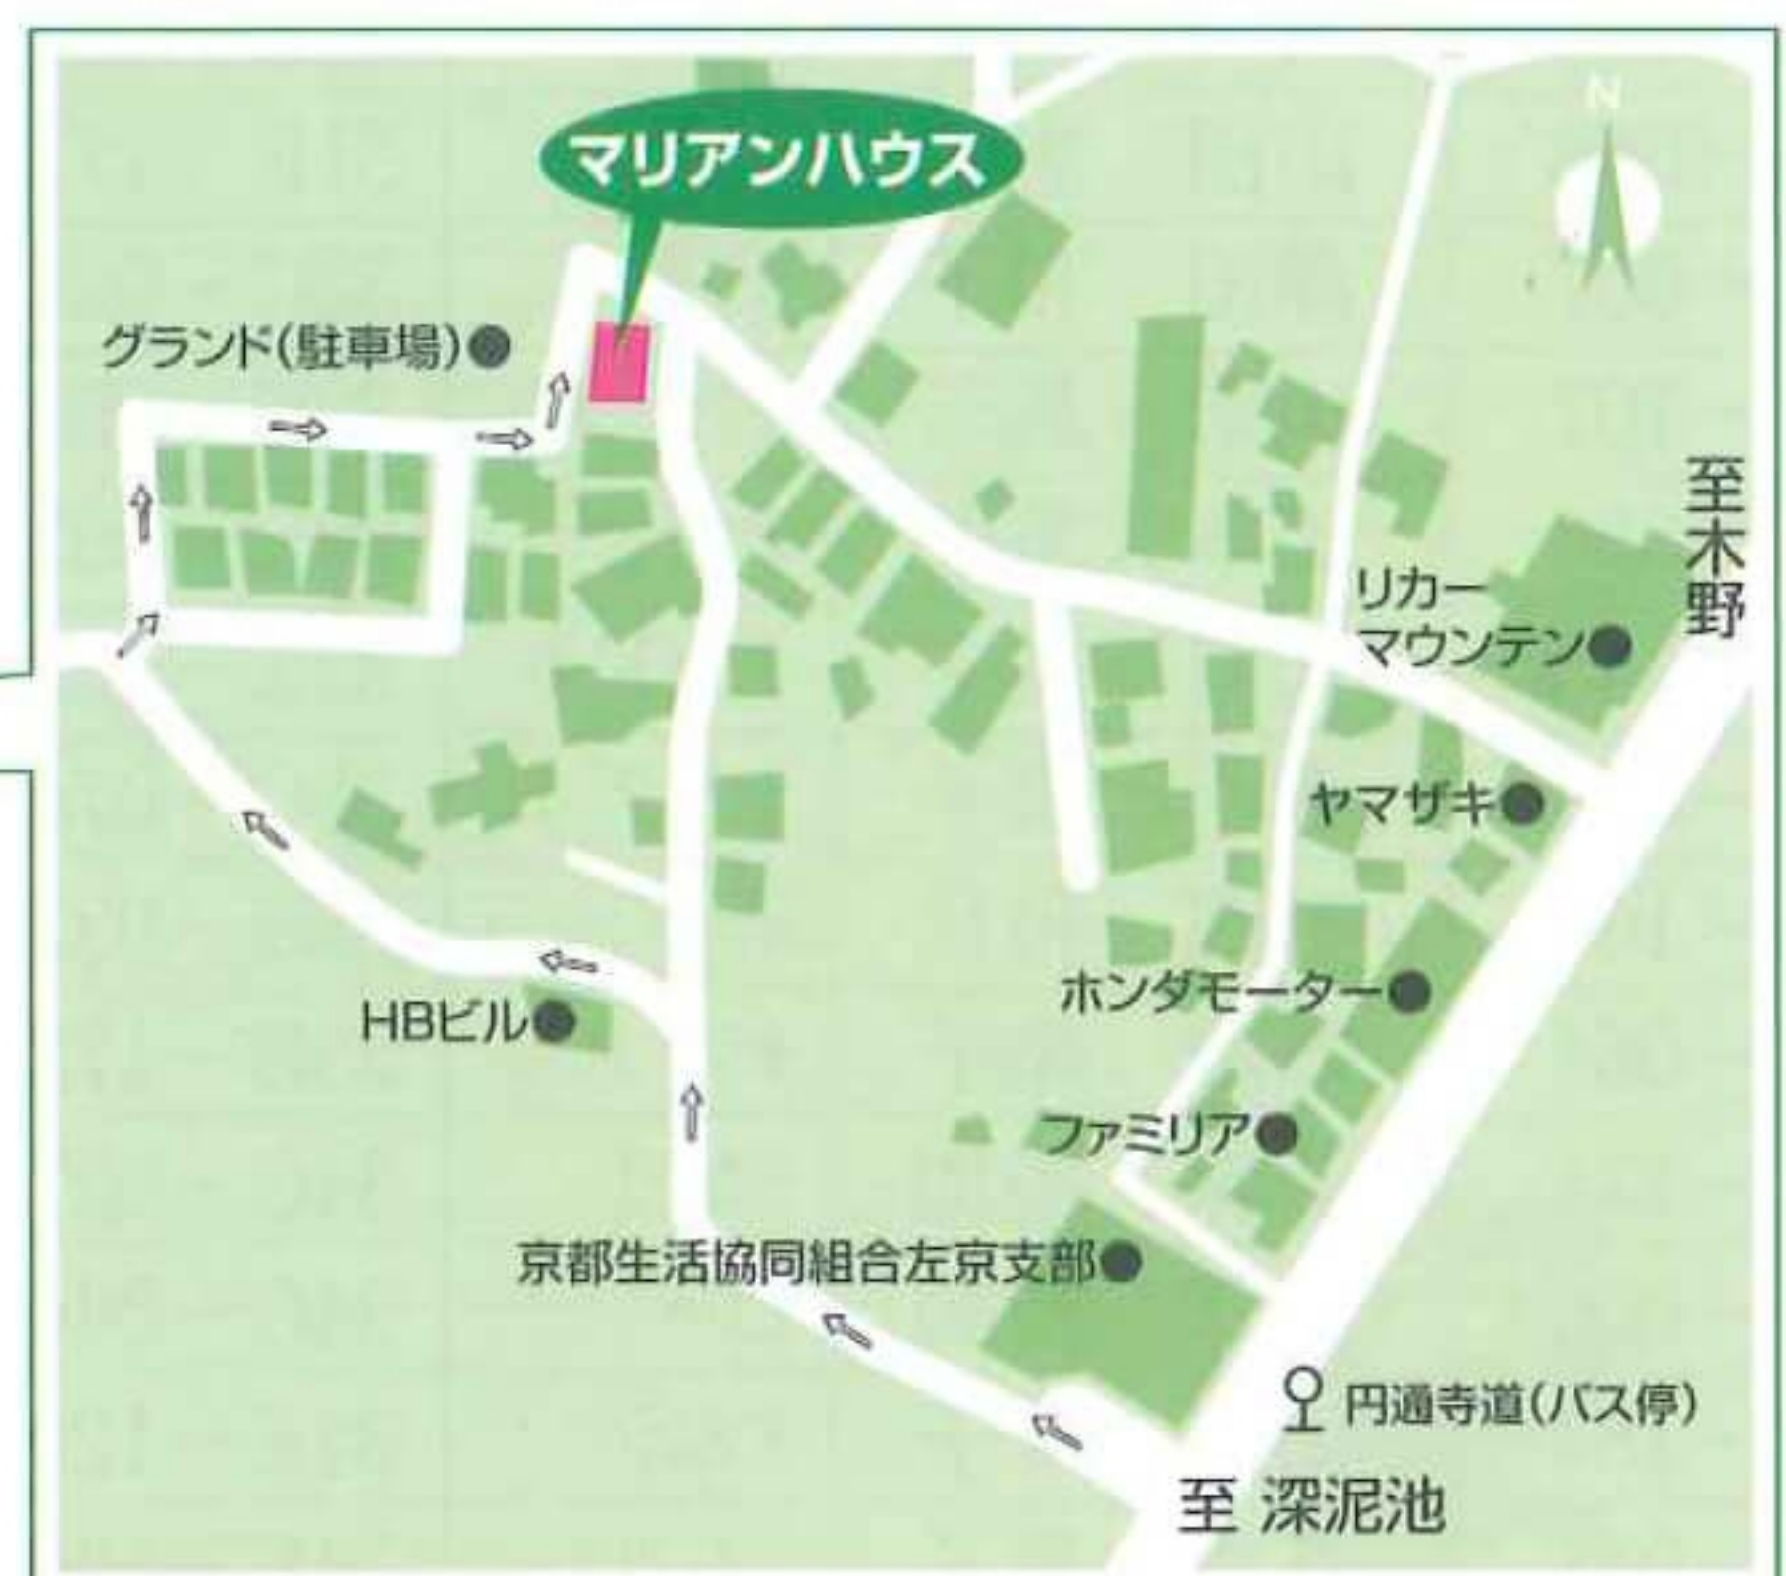 N
マリアンハウス
グランド(駐車場)
至木野
リカー
マウンテン
ヤマザキ
ホンダモーター
HBビル
ファミリア
京都生活協同組合左京支部
円通寺道(バス停)
至 深泥池